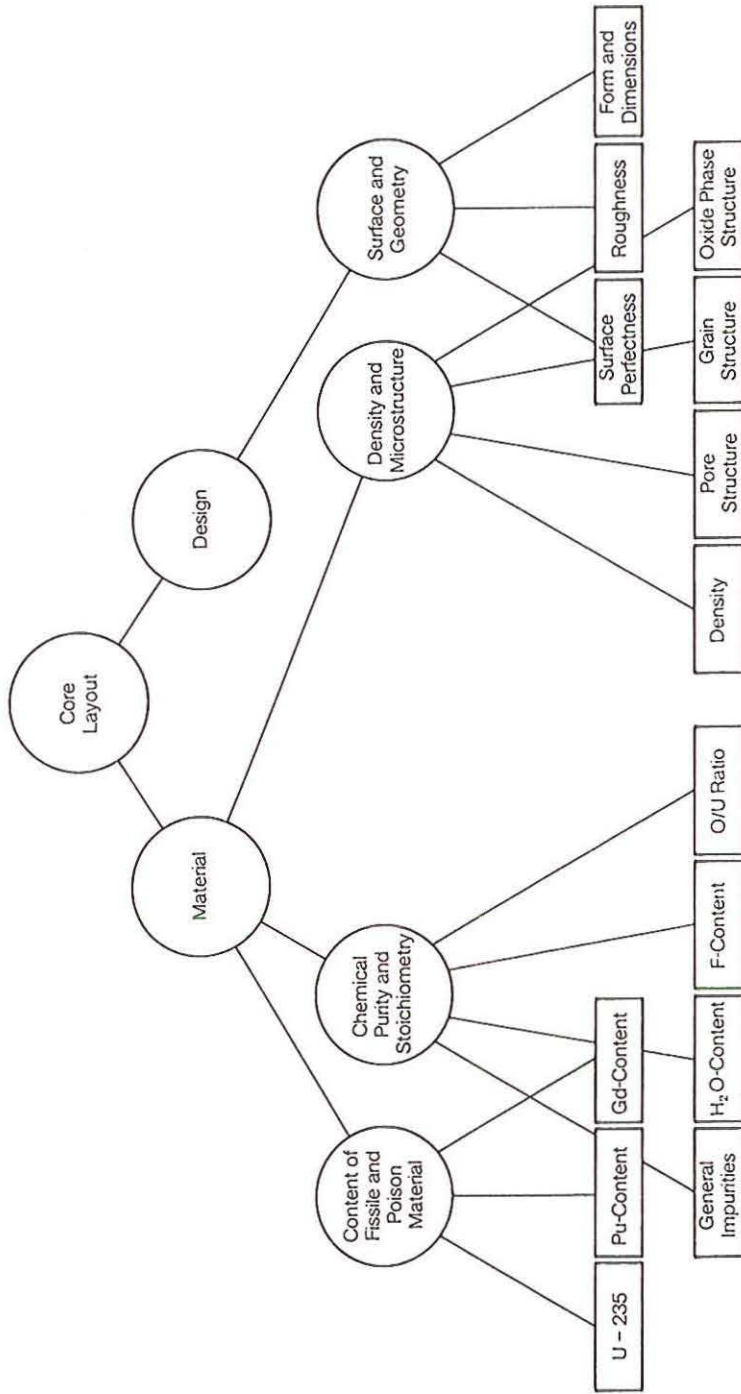 Core
Layout
Material
Design
Content of
Fissile and
Poison
Material
Chemical
Purity and
Stoichiometry
Density and
Microstructure
Surface and
Geometry
U – 235
Pu-Content
Gd-Content
Surface
Perfectness
Roughness
Form and
Dimensions
General
Impurities
H₂O-Content
F-Content
O/U Ratio
Density
Pore
Structure
Grain
Structure
Oxide Phase
Structure